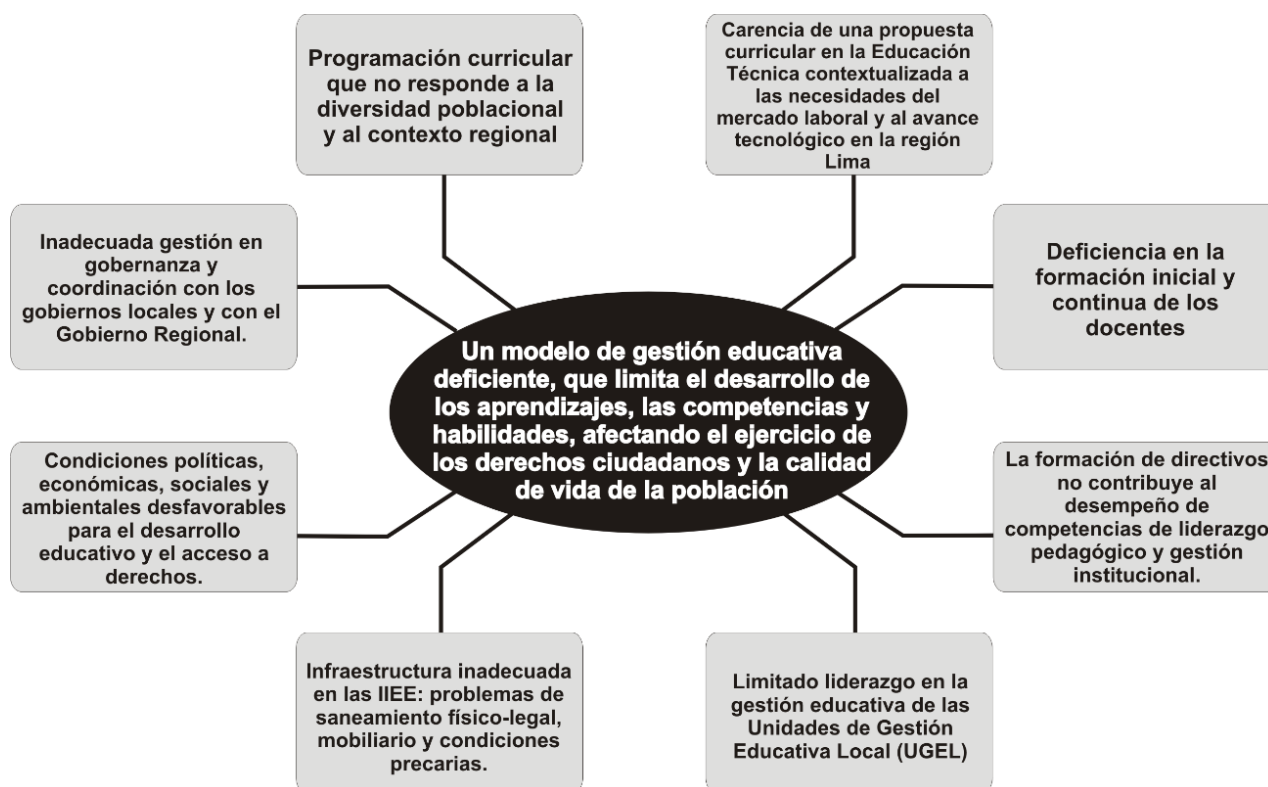 Programación curricular
que no responde a la
diversidad poblacional
y al contexto regional
Carencia de una propuesta
curricular en la Educación
Técnica contextualizada a
las necesidades del
mercado laboral y al avance
tecnológico en la región
Lima
Inadecuada gestión en
gobernanza y
coordinación con los
gobiernos locales y con el
Gobierno Regional.
Deficiencia en la
formación inicial y
continua de los
docentes
Un modelo de gestión educativa
deficiente, que limita el desarrollo de
los aprendizajes, las competencias y
habilidades, afectando el ejercicio de
los derechos ciudadanos y la calidad
de vida de la población
Condiciones políticas,
económicas, sociales y
ambientales desfavorables
para el desarrollo
educativo y el acceso a
derechos.
La formación de directivos
no contribuye al
desempeño de
competencias de liderazgo
pedagógico y gestión
institucional.
Infraestructura inadecuada
en las IIEE: problemas de
saneamiento físico-legal,
mobiliario y condiciones
precarias.
Limitado liderazgo en la
gestión educativa de las
Unidades de Gestión
Educativa Local (UGEL)